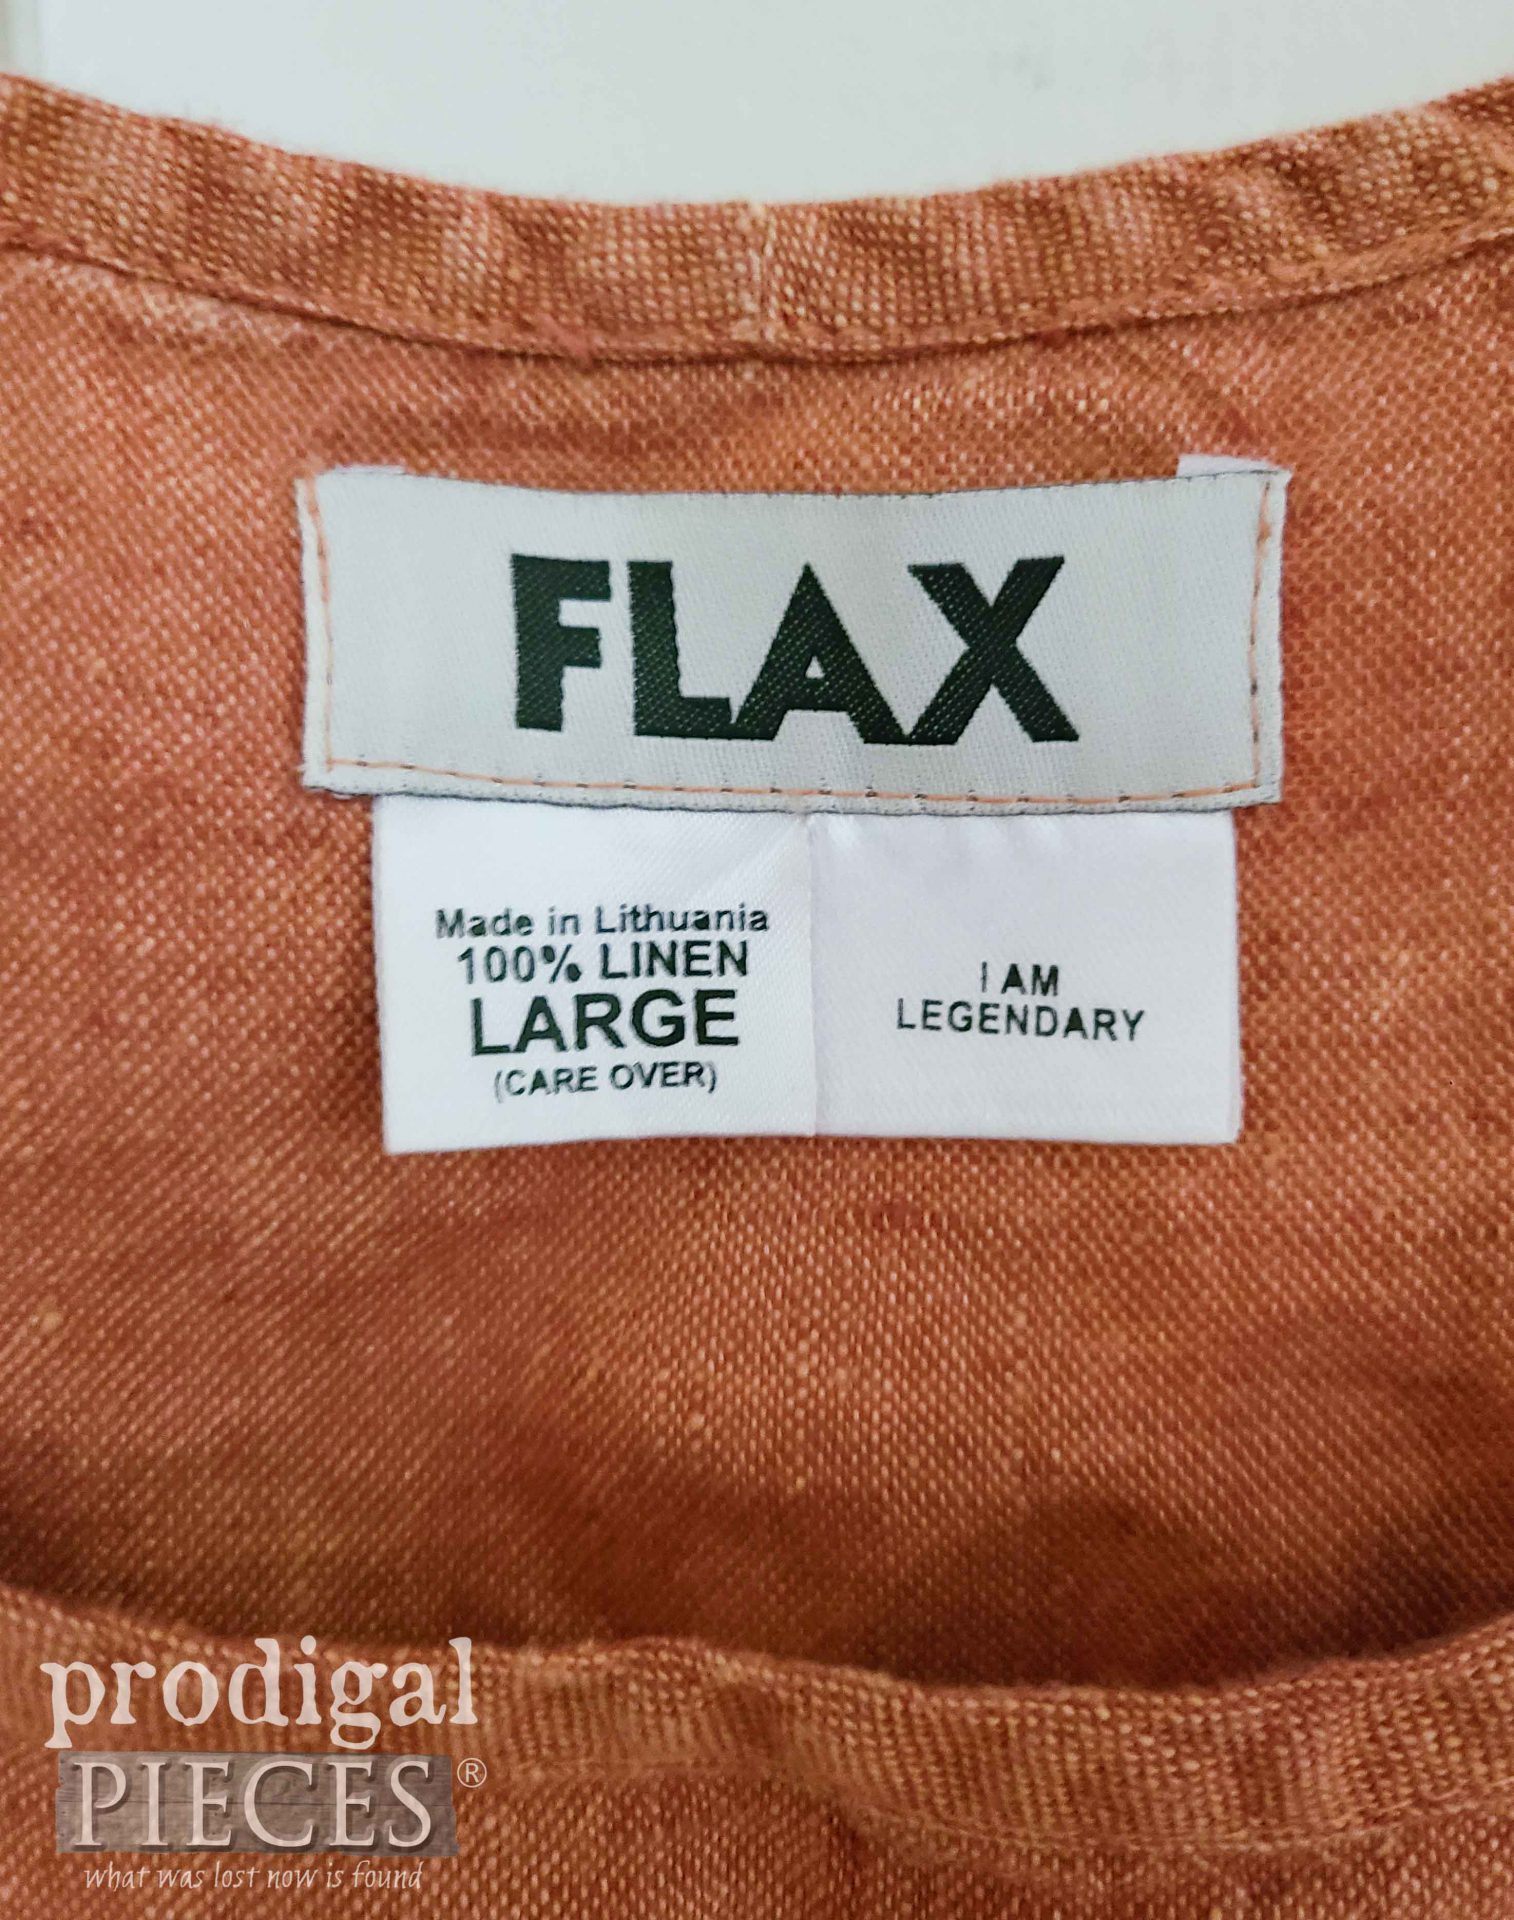 FLAX
Made in Lithuania
100% LINEN
LARGE
(CARE OVER)
I AM
LEGENDARY
prodigal
PIECES®
what was lost now is found